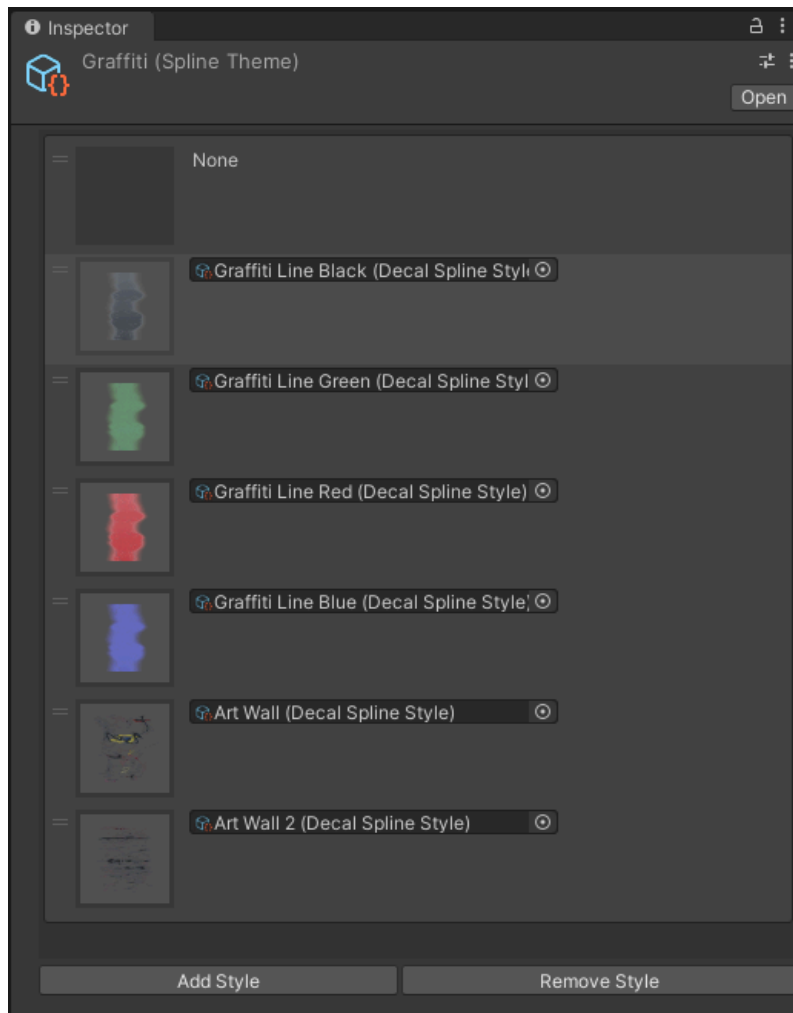 Inspector
Graffiti (Spline Theme)
Open
None
Graffiti Line Black (Decal Spline Styl
Graffiti Line Green (Decal Spline Styl
Graffiti Line Red (Decal Spline Style)
Graffiti Line Blue (Decal Spline Style)
Art Wall (Decal Spline Style)
Art Wall 2 (Decal Spline Style)
Add Style
Remove Style